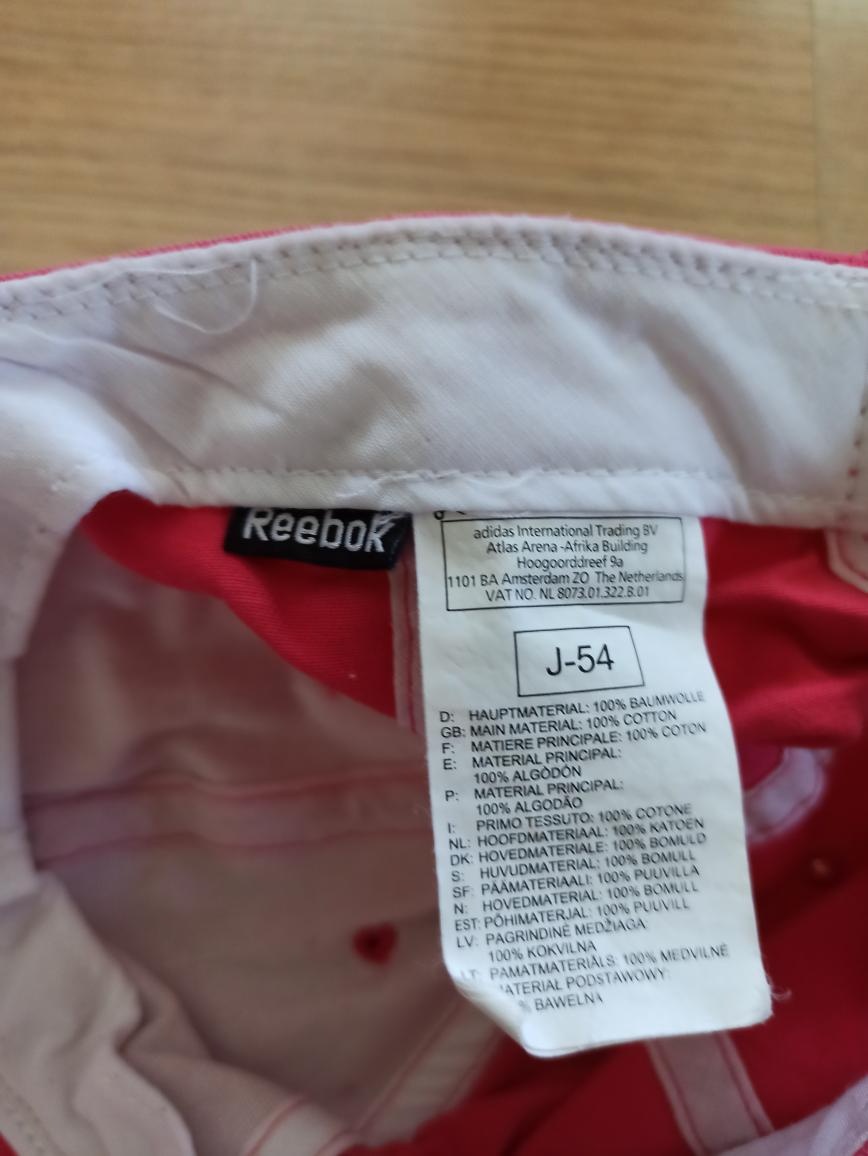 Reebok
adidas International Trading BV
Atlas Arena -Afrika Building
Hoogoorddreef 9a
1101 BA Amsterdam ZO The Netherlands
VAT NO. NL 8073.01.322.B.01
J-54
D: HAUPTMATERIAL: 100% BAUMWOLLE
GB: MAIN MATERIAL: 100% COTTON
F: MATIERE PRINCIPALE: 100% COTON
E: MATERIAL PRINCIPAL:
100% ALGÒDÓN
P: MATERIAL PRINCIPAL:
100% ALGODÃO
I: PRIMO TESSUTO: 100% COTONE
NL: HOOFDMATERIAAL: 100% KATOEN
DK: HOVEDMATERIALE: 100% BOMULD
S: HUVUDMATERIAL: 100% BOMULL
SF: PÄÄMATERIAALI: 100% PUUVILLA
N: HOVEDMATERIAL: 100% BOMULL
EST: PÕHIMATERJAL: 100% PUUVILL
LV: PAGRINDINĖ MEDŽIAGA:
100% KOKVILNA
LT: PAMATMATERIĀLS: 100% MEDVILNĖ
ATERIAŁ PODSTAWOWY:
% BAWEŁNA